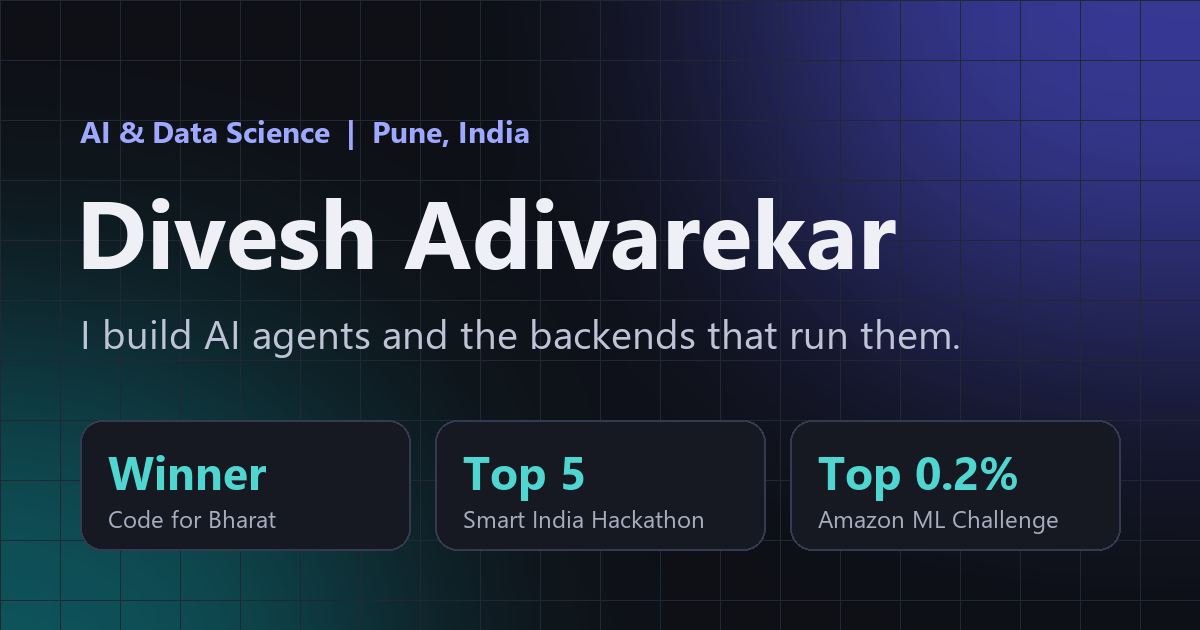 AI & Data Science | Pune, India
Divesh Adivarekar
I build AI agents and the backends that run them.
Winner
Code for Bharat
Top 5
Smart India Hackathon
Top 0.2%
Amazon ML Challenge